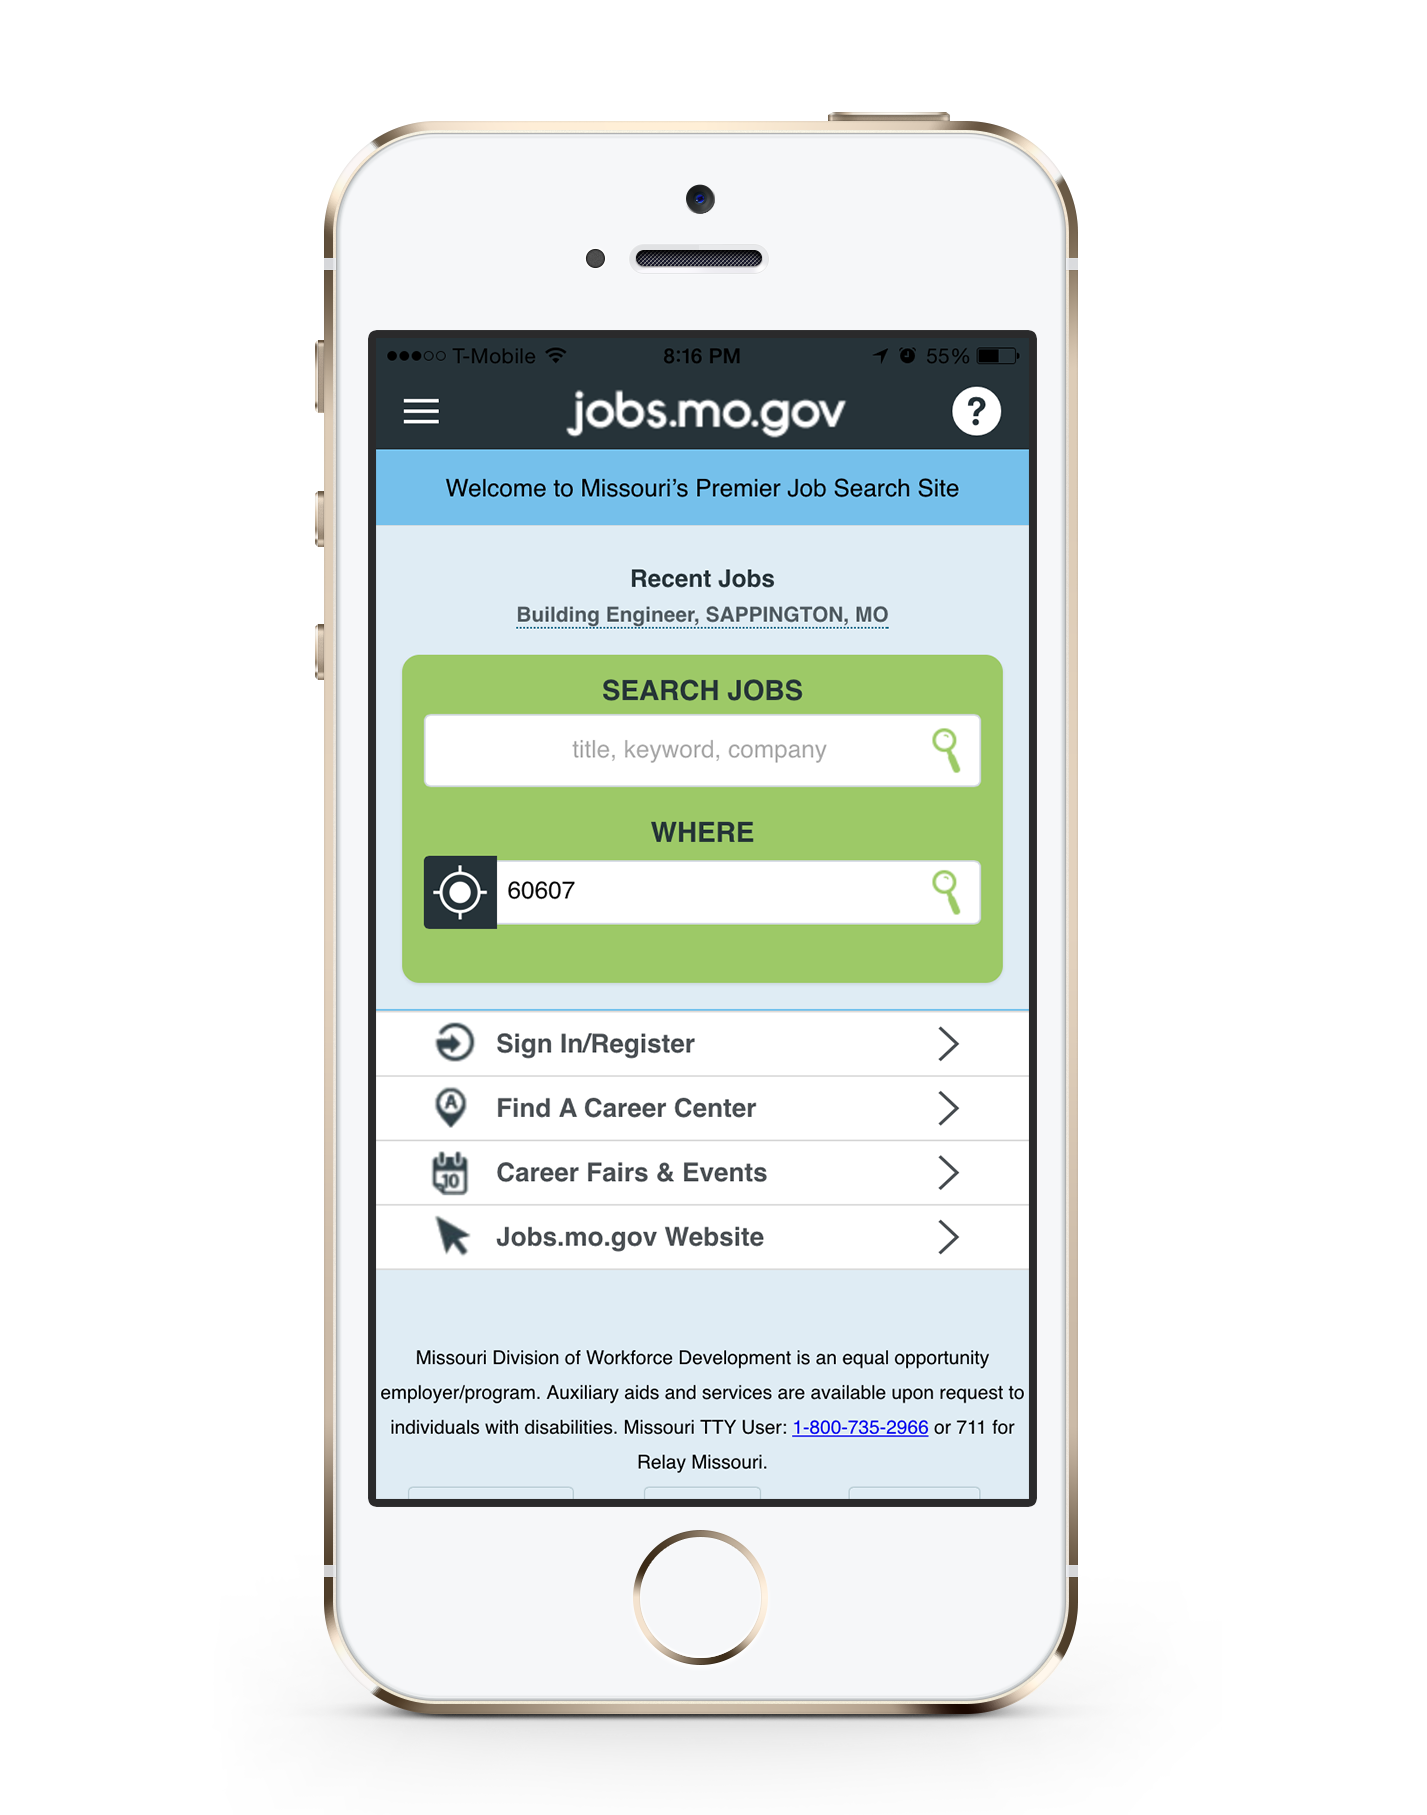 T-Mobile 8:16 PM 55%
jobs.mo.gov ?
Welcome to Missouri's Premier Job Search Site
Recent Jobs
Building Engineer, SAPPINGTON, MO
SEARCH JOBS
title, keyword, company
WHERE
60607
Sign In/Register
A Find A Career Center
10 Career Fairs & Events
Jobs.mo.gov Website
Missouri Division of Workforce Development is an equal opportunity
employer/program. Auxiliary aids and services are available upon request to
individuals with disabilities. Missouri TTY User: 1-800-735-2966 or 711 for
Relay Missouri.